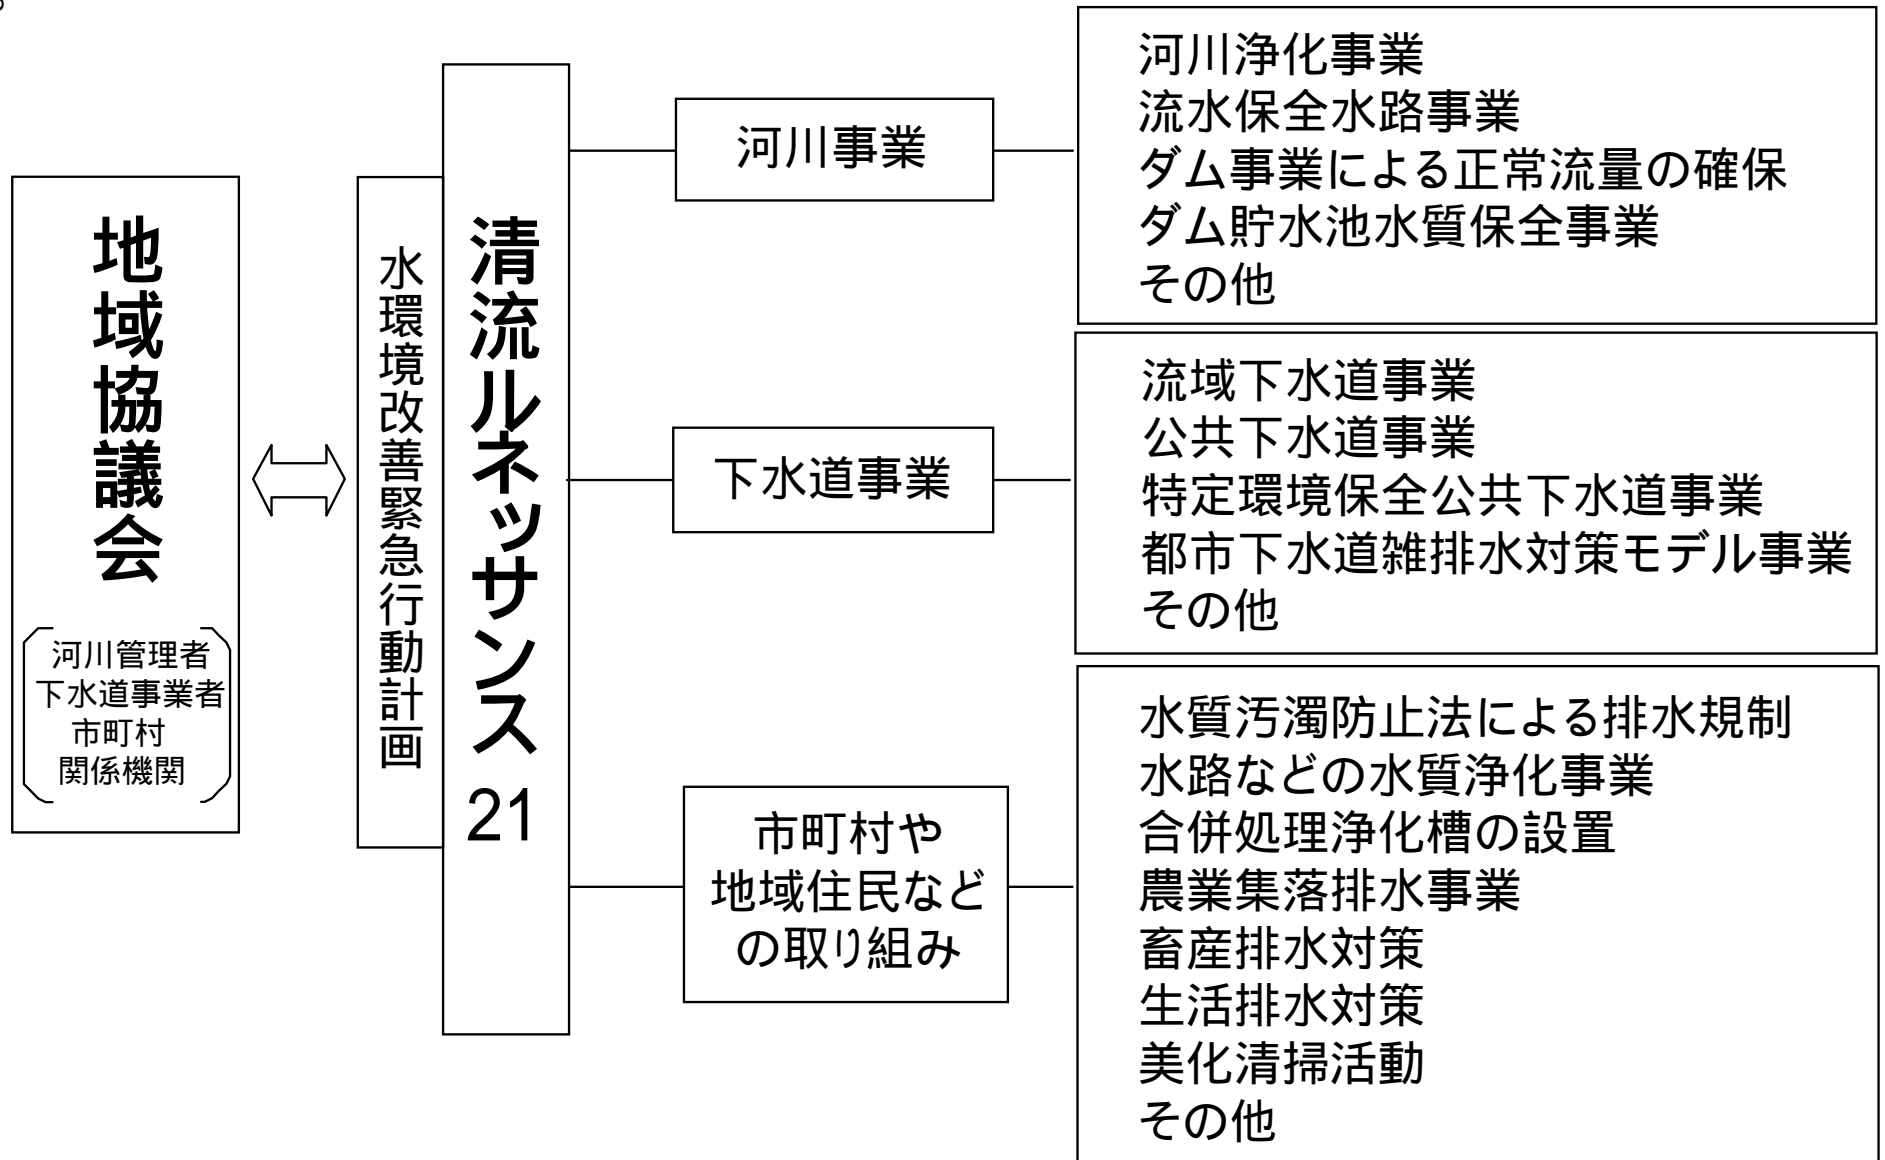 地域協議会
河川管理者
下水道事業者
市町村
関係機関
水環境改善緊急行動計画
清流ルネッサンス21
河川事業
河川浄化事業
流水保全水路事業
ダム事業による正常流量の確保
ダム貯水池水質保全事業
その他
下水道事業
流域下水道事業
公共下水道事業
特定環境保全公共下水道事業
都市下水道雑排水対策モデル事業
その他
市町村や
地域住民など
の取り組み
水質汚濁防止法による排水規制
水路などの水質浄化事業
合併処理浄化槽の設置
農業集落排水事業
畜産排水対策
生活排水対策
美化清掃活動
その他